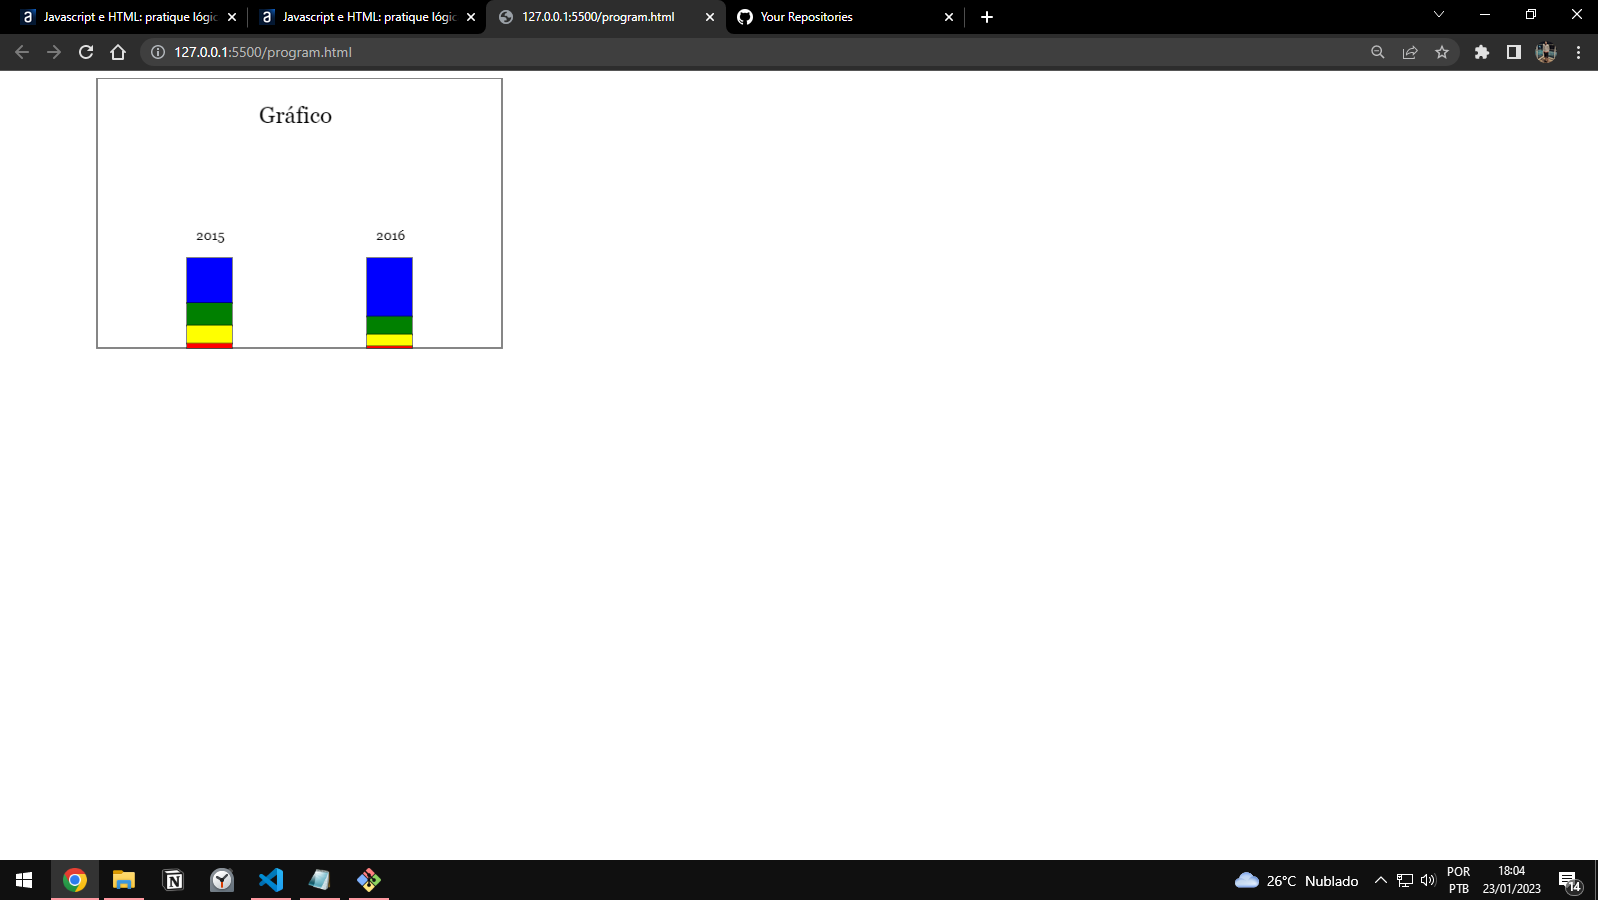 Javascript e HTML: pratique lógic
Javascript e HTML: pratique lógic
127.0.0.1:5500/program.html
Your Repositories
127.0.0.1:5500/program.html
Gráfico
2015
2016
26°C Nublado
POR
PTB
18:04
23/01/2023
14